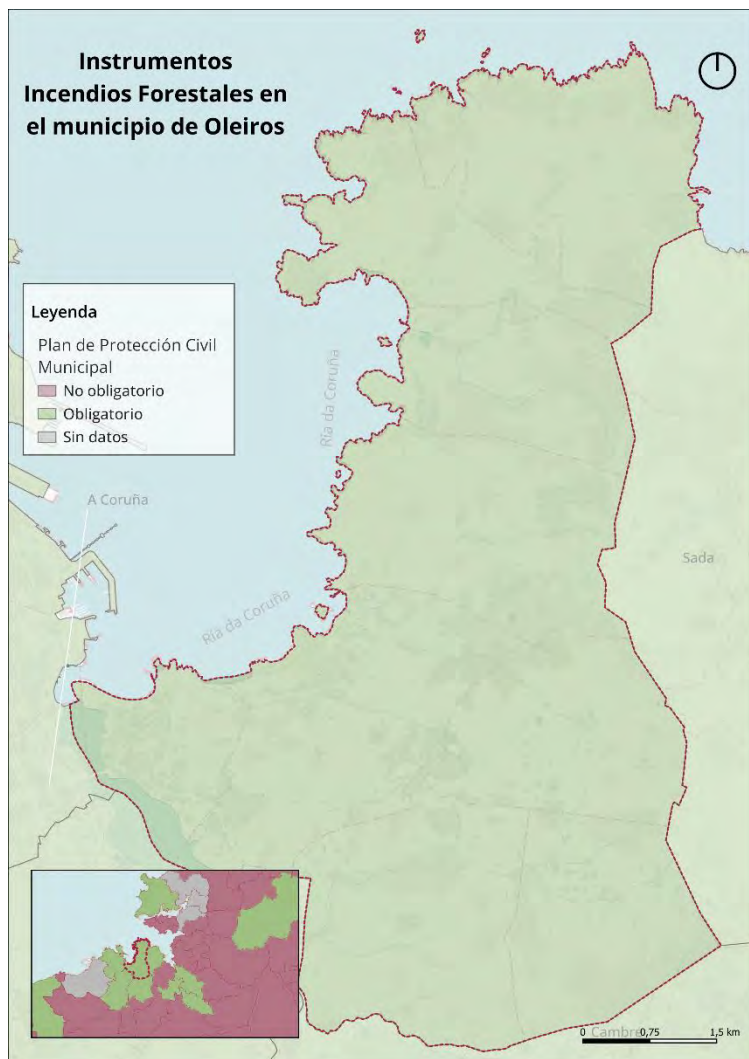 Instrumentos
Incendios Forestales en
el municipio de Oleiros
Leyenda
Plan de Protección Civil
Municipal
No obligatorio
Obligatorio
Sin datos
Ría da Coruña
A Coruña
Sada
Ría da Coruña
Cambre
0 0,75 1,5 km